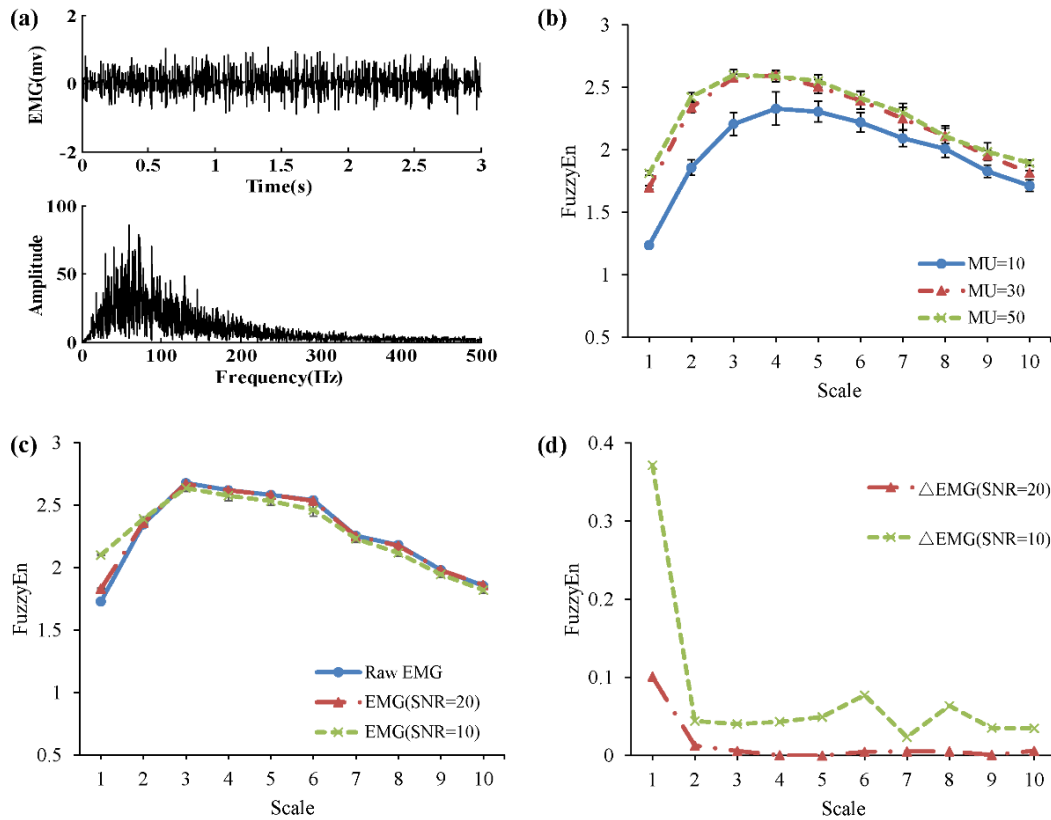 (a)
2
0
-2
EMG(mv)
0 0.5 1 1.5 2 2.5 3
Time(s)
100
50
0
Amplitude
0 100 200 300 400 500
Frequency(Hz)
(b)
3
2.5
2
1.5
1
0.5
FuzzyEn
MU=10
MU=30
MU=50
1 2 3 4 5 6 7 8 9 10
Scale
(c)
3
2.5
2
1.5
1
0.5
FuzzyEn
Raw EMG
EMG(SNR=20)
EMG(SNR=10)
1 2 3 4 5 6 7 8 9 10
Scale
(d)
0.4
0.3
0.2
0.1
0
FuzzyEn
△EMG(SNR=20)
△EMG(SNR=10)
1 2 3 4 5 6 7 8 9 10
Scale